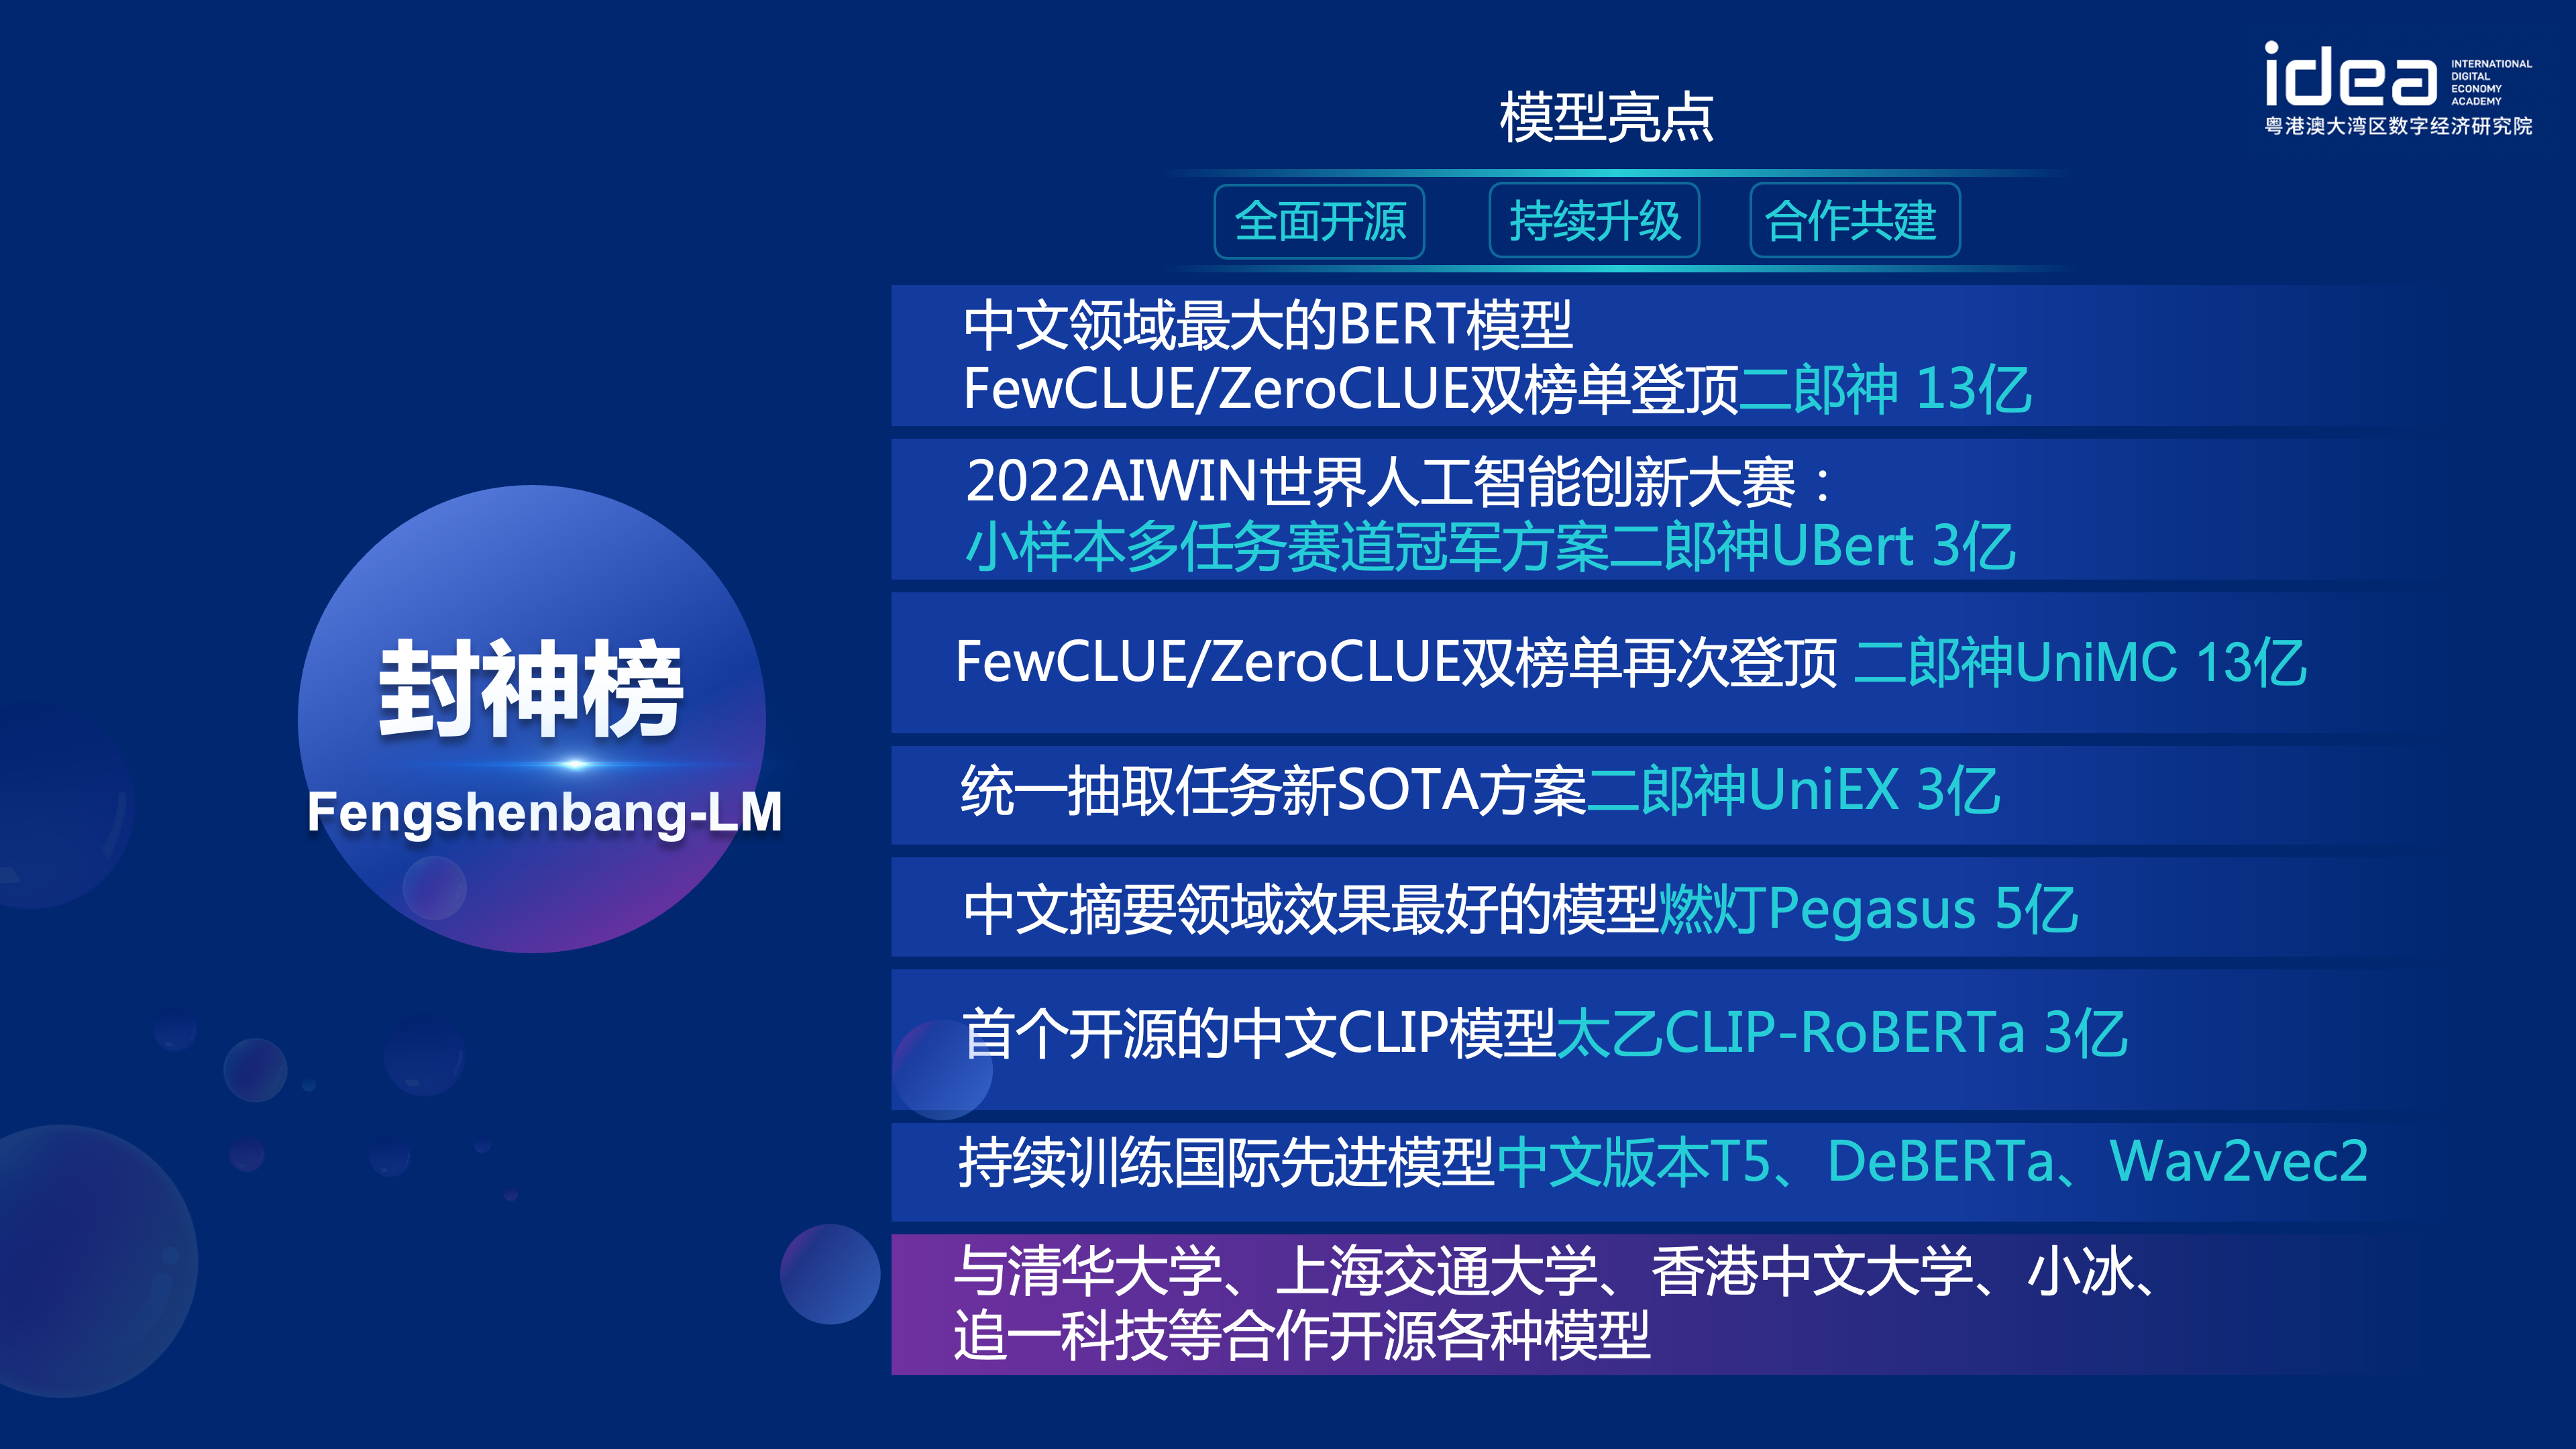 idea
INTERNATIONAL
DIGITAL
ECONOMY
ACADEMY
粤港澳大湾区数字经济研究院
模型亮点
全面开源
持续升级
合作共建
封神榜
Fengshenbang-LM
中文领域最大的BERT模型
FewCLUE/ZeroCLUE双榜单登顶二郎神 13亿
2022AIWIN世界人工智能创新大赛：
小样本多任务赛道冠军方案二郎神UBert 3亿
FewCLUE/ZeroCLUE双榜单再次登顶 二郎神UniMC 13亿
统一抽取任务新SOTA方案二郎神UniEX 3亿
中文摘要领域效果最好的模型燃灯Pegasus 5亿
首个开源的中文CLIP模型太乙CLIP-RoBERTa 3亿
持续训练国际先进模型中文版本T5、DeBERTa、Wav2vec2
与清华大学、上海交通大学、香港中文大学、小冰、
追一科技等合作开源各种模型